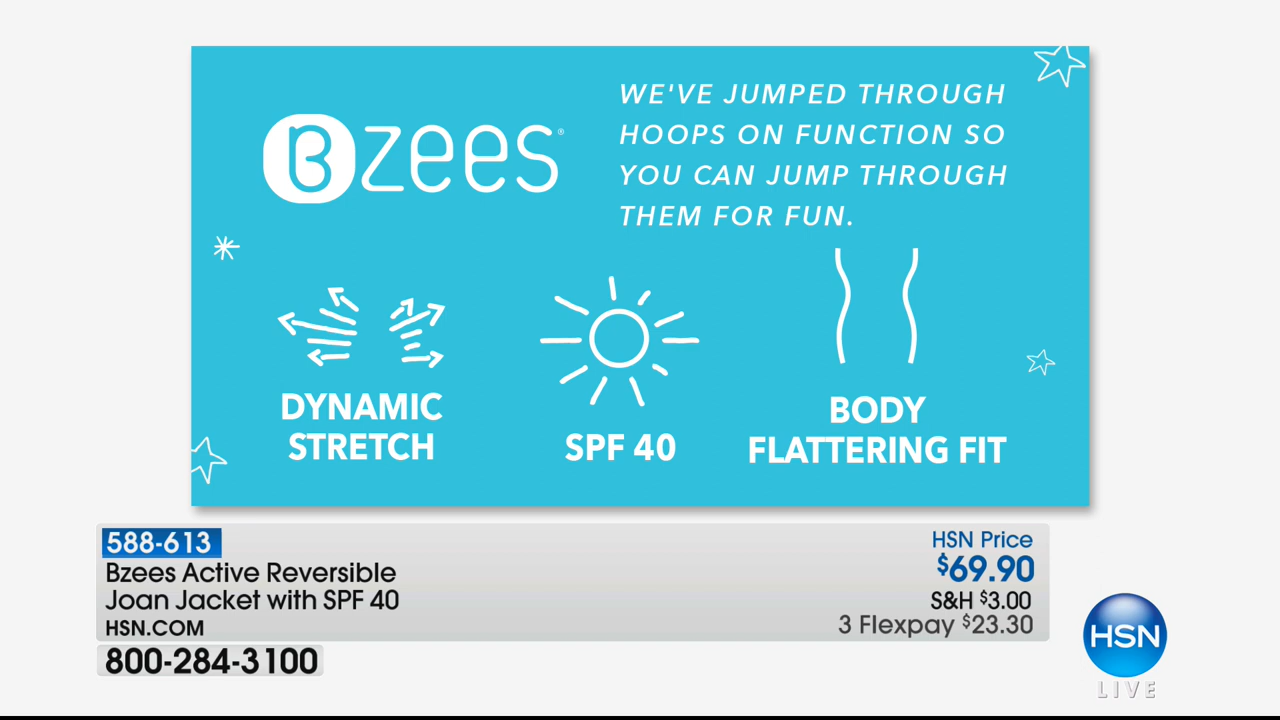 Bzees®
WE'VE JUMPED THROUGH
HOOPS ON FUNCTION SO
YOU CAN JUMP THROUGH
THEM FOR FUN.
DYNAMIC
STRETCH
SPF 40
BODY
FLATTERING FIT
588-613
Bzees Active Reversible
Joan Jacket with SPF 40
HSN.COM
800-284-3100
HSN Price
$69.90
S&H $3.00
3 Flexpay $23.30
HSN
LIVE